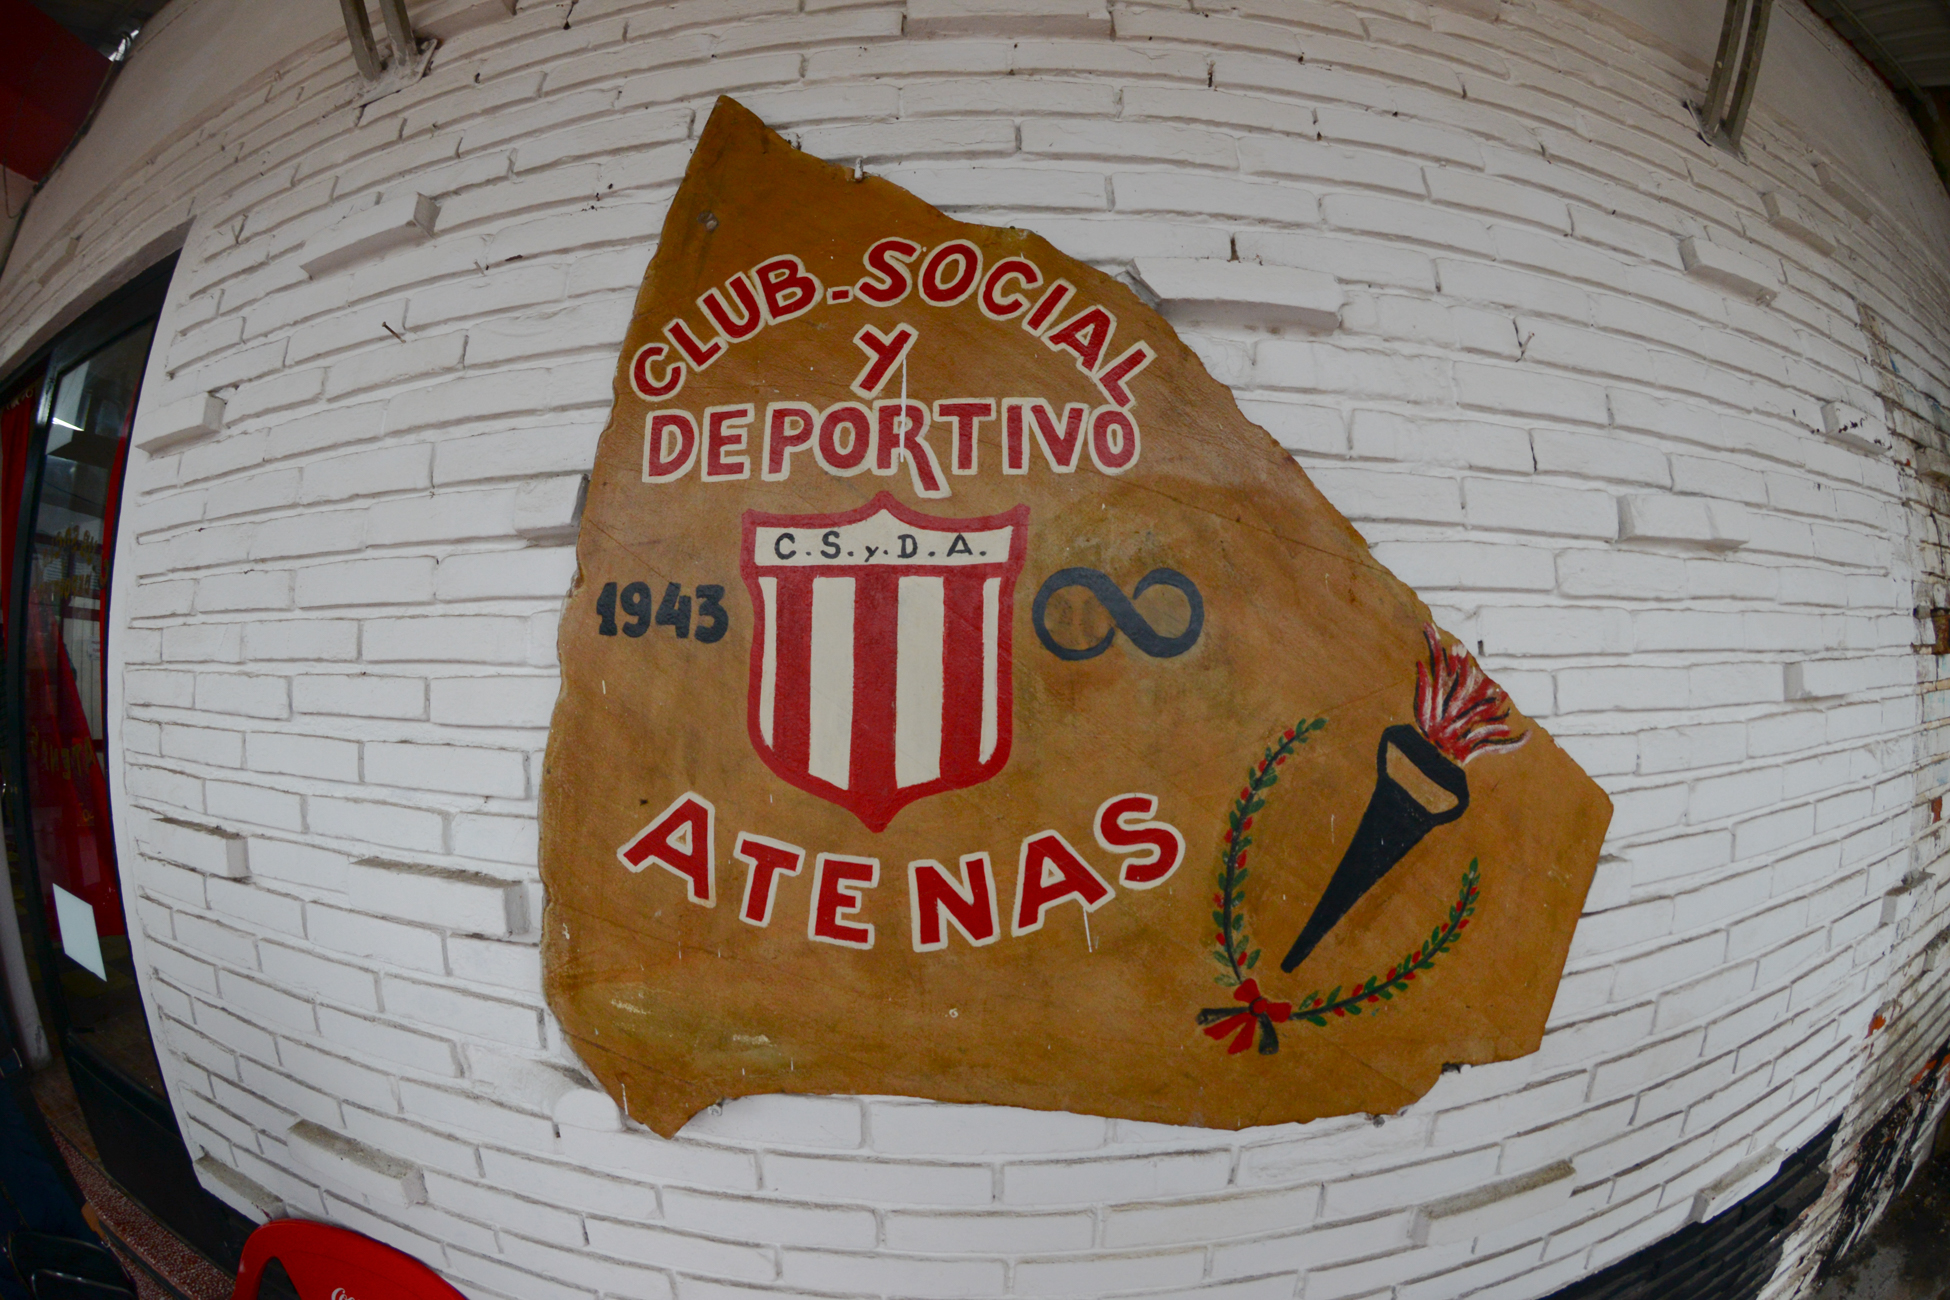 CLUB-SOCIAL
Y
DEPORTIVO
C.S.y.D.A.
1943 ∞
ATENAS